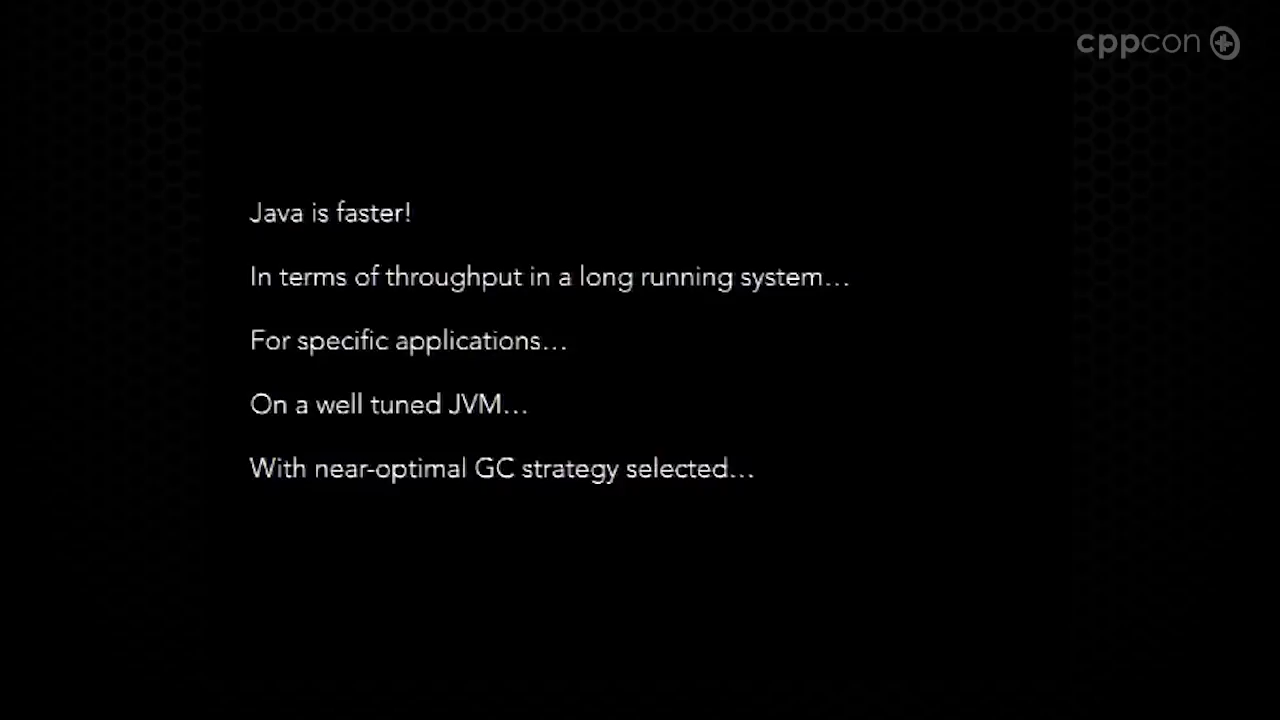 cppcon
Java is faster!
In terms of throughput in a long running system…
For specific applications…
On a well tuned JVM…
With near-optimal GC strategy selected…